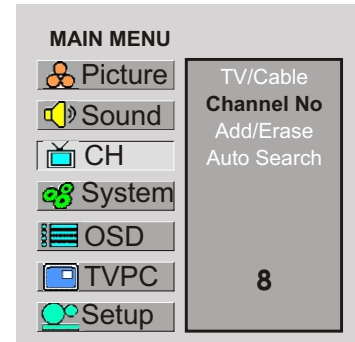 MAIN MENU
Picture
Sound
CH
System
OSD
TVPC
Setup
TV/Cable
Channel No
Add/Erase
Auto Search
8